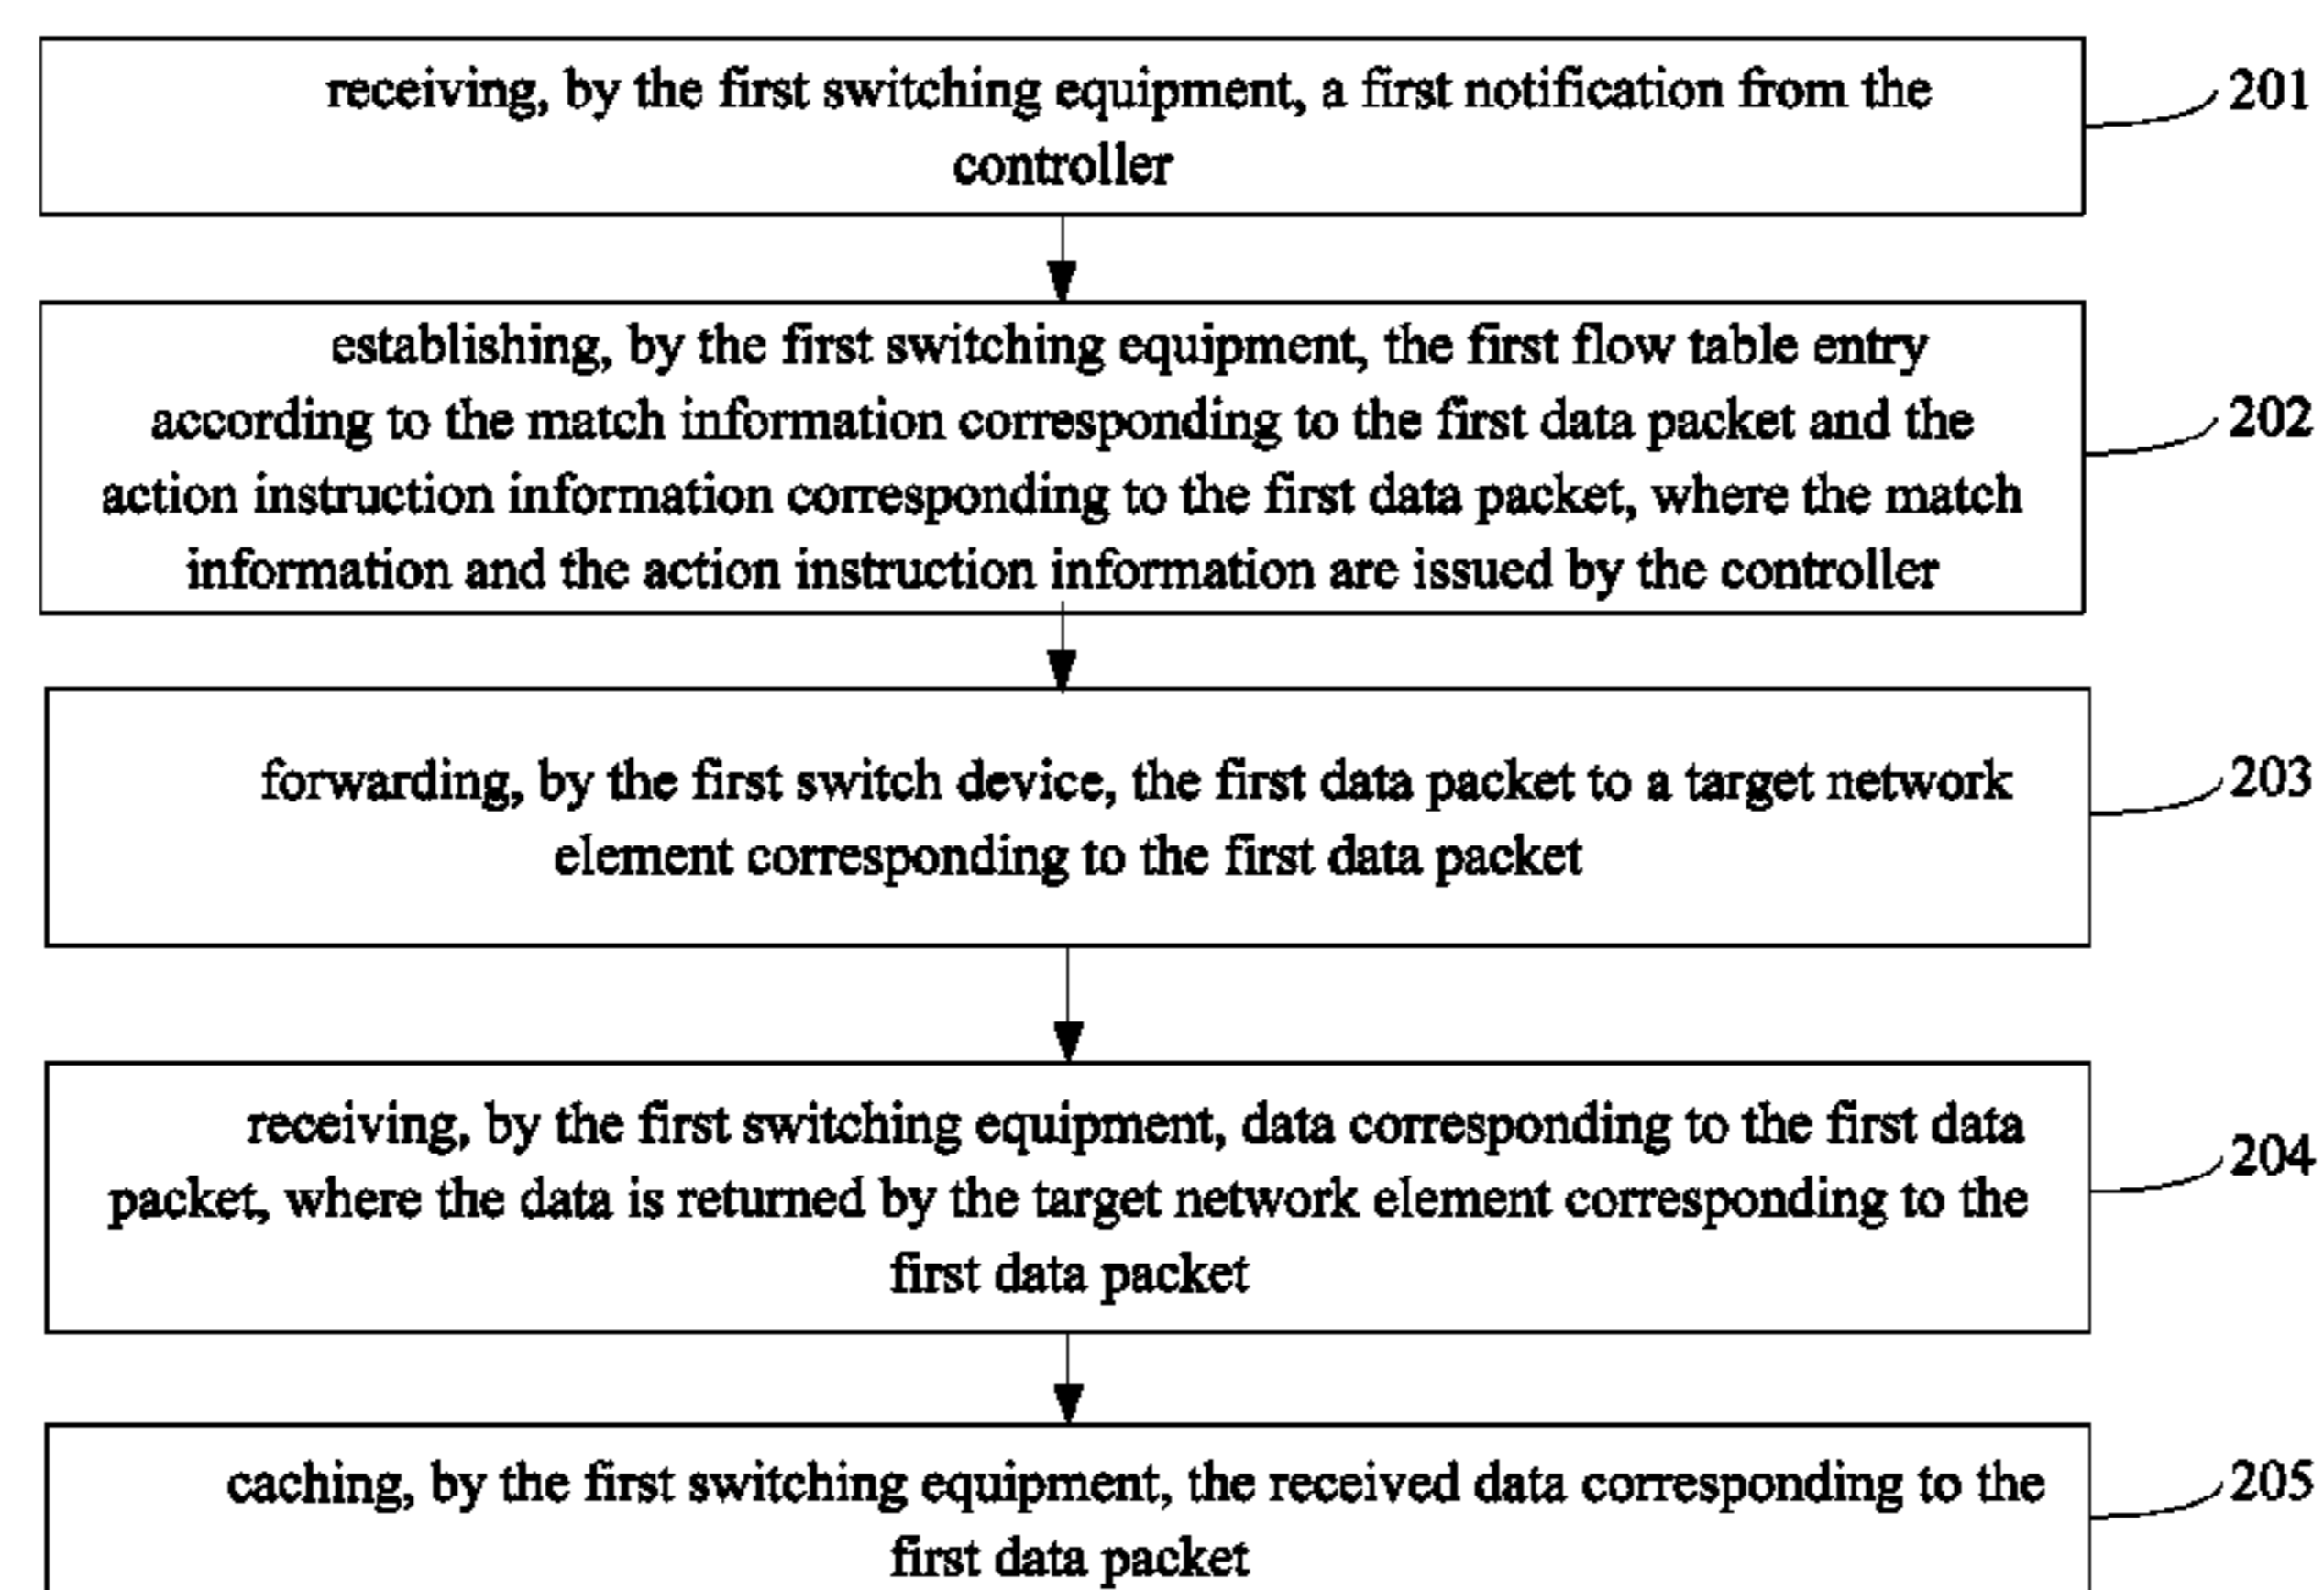 receiving, by the first switching equipment, a first notification from the
controller
201
establishing, by the first switching equipment, the first flow table entry
according to the match information corresponding to the first data packet and the
action instruction information corresponding to the first data packet, where the match
information and the action instruction information are issued by the controller
202
forwarding, by the first switch device, the first data packet to a target network
element corresponding to the first data packet
203
receiving, by the first switching equipment, data corresponding to the first data
packet, where the data is returned by the target network element corresponding to the
first data packet
204
caching, by the first switching equipment, the received data corresponding to the
first data packet
205